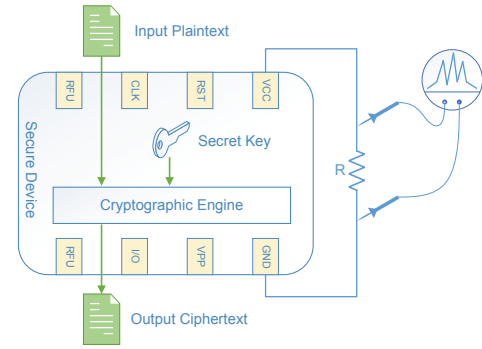 Input Plaintext
RFU
CLK
RST
VCC
Secure Device
Secret Key
R
Cryptographic Engine
RFU
I/O
VPP
GND
Output Ciphertext